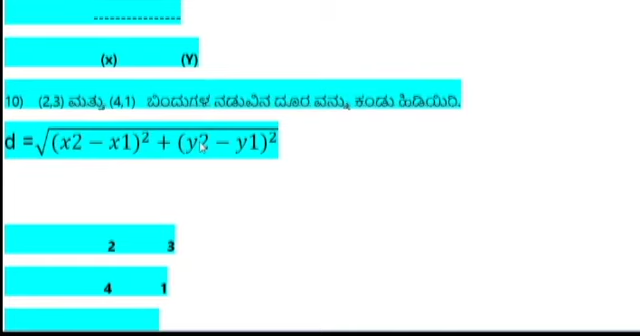 ----------------
(x) (Y)
10) (2,3) ಮತ್ತು (4,1) ಬಿಂದುಗಳ ನಡುವಿನ ದೂರ ವನ್ನು ಕಂಡು ಹಿಡಿಯಿರಿ.
d =√(x2 − x1)² + (y2 − y1)²
2 3
4 1